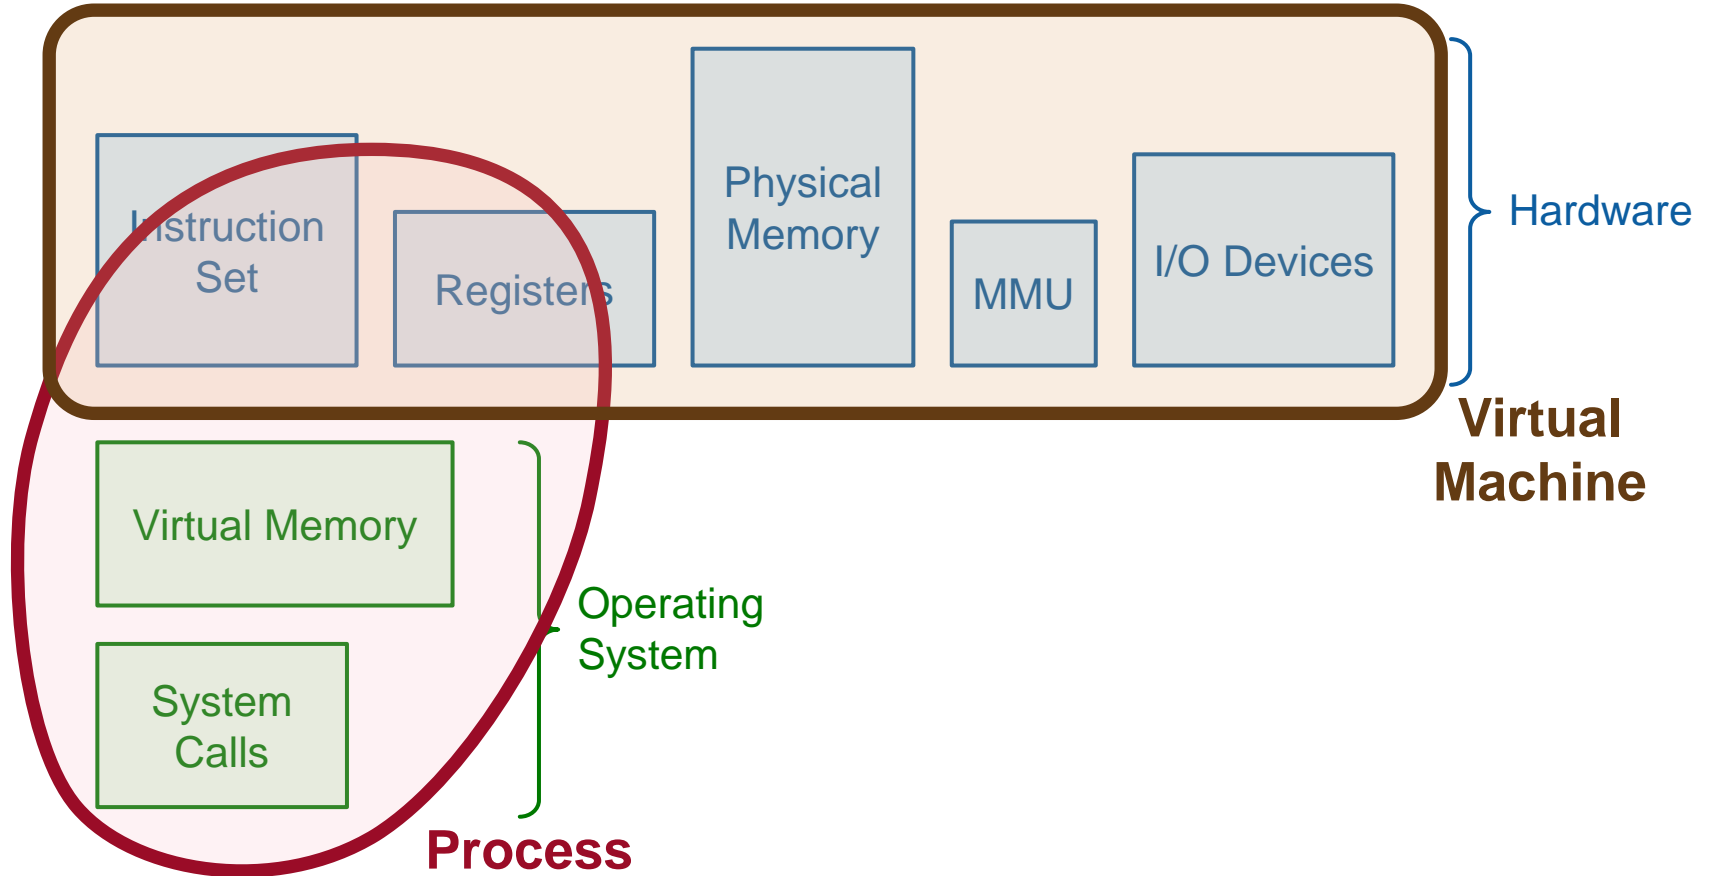 Instruction
Set
Registers
Physical
Memory
MMU
I/O Devices
Hardware
Virtual
Machine
Virtual Memory
Operating
System
System
Calls
Process